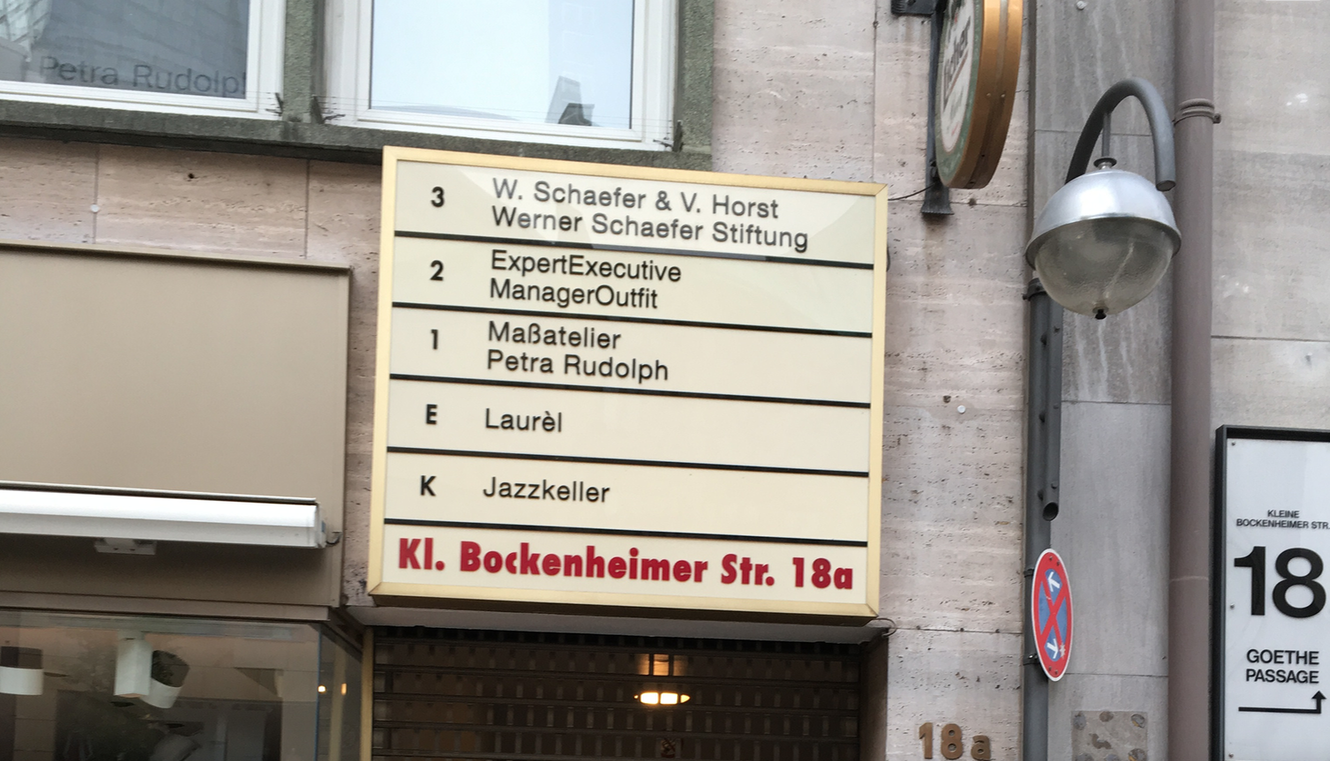 Petra Rudolph
3 W. Schaefer & V. Horst
Werner Schaefer Stiftung
2 ExpertExecutive
ManagerOutfit
1 Maßatelier
Petra Rudolph
E Laurèl
K Jazzkeller
Kl. Bockenheimer Str. 18a
18a
KLEINE
BOCKENHEIMER STR.
18
GOETHE
PASSAGE